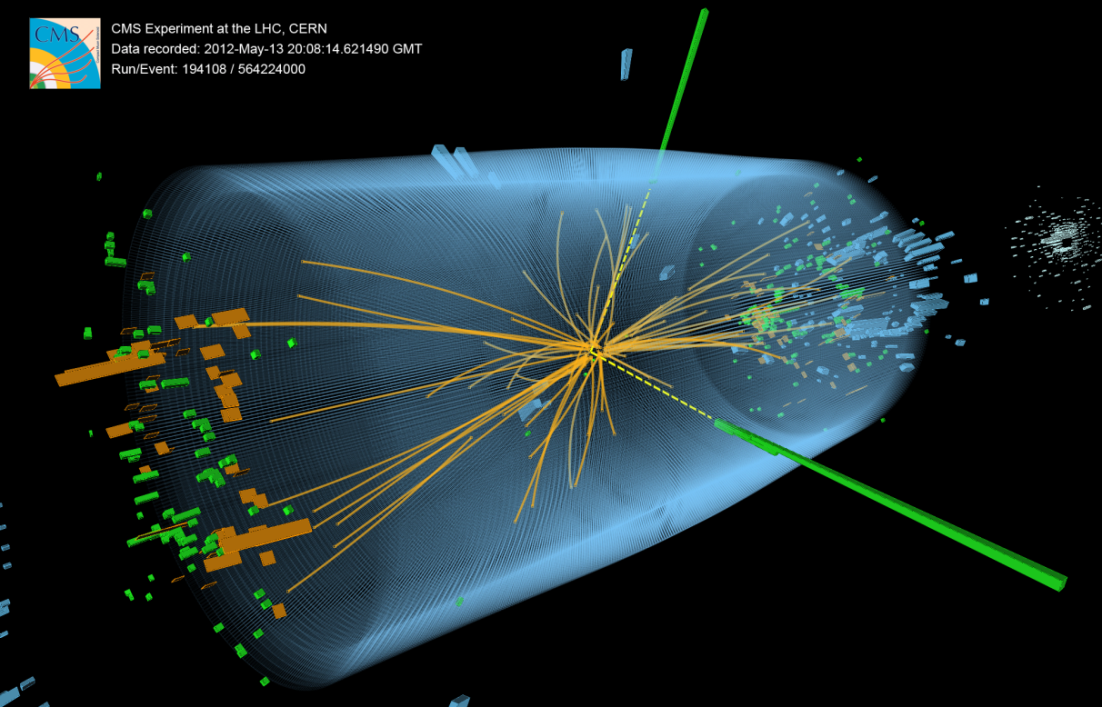 CMS
CMS Experiment at the LHC, CERN
Data recorded: 2012-May-13 20:08:14.621490 GMT
Run/Event: 194108 / 564224000